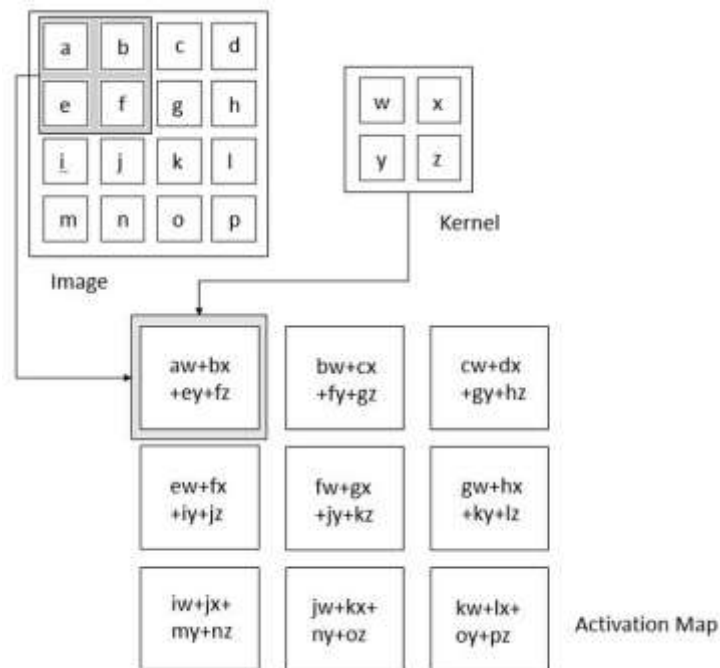 a b c d
e f g h
w x
i j k l
y z
m n o p
Kernel
Image
aw+bx
+ey+fz
bw+cx
+fy+gz
cw+dx
+gy+hz
ew+fx
+iy+jz
fw+gx
+jy+kz
gw+hx
+ky+lz
iw+jx+
my+nz
jw+kx+
ny+oz
kw+lx+
oy+pz
Activation Map